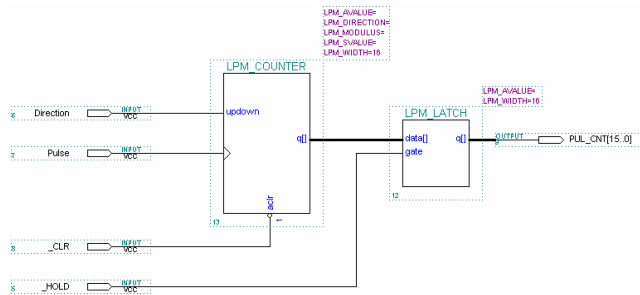 LPM_AVALUE=
LPM_DIRECTION=
LPM_MODULUS=
LPM_SVALUE=
LPM_WIDTH=16
LPM_COUNTER
LPM_AVALUE=
LPM_WIDTH=16
LPM_LATCH
Direction
INPUT
VCC
updown
q[]
data[]
q[]
OUTPUT
PUL_CNT[15..0]
Pulse
INPUT
VCC
gate
aclr
1
13
12
_CLR
INPUT
VCC
_HOLD
INPUT
VCC